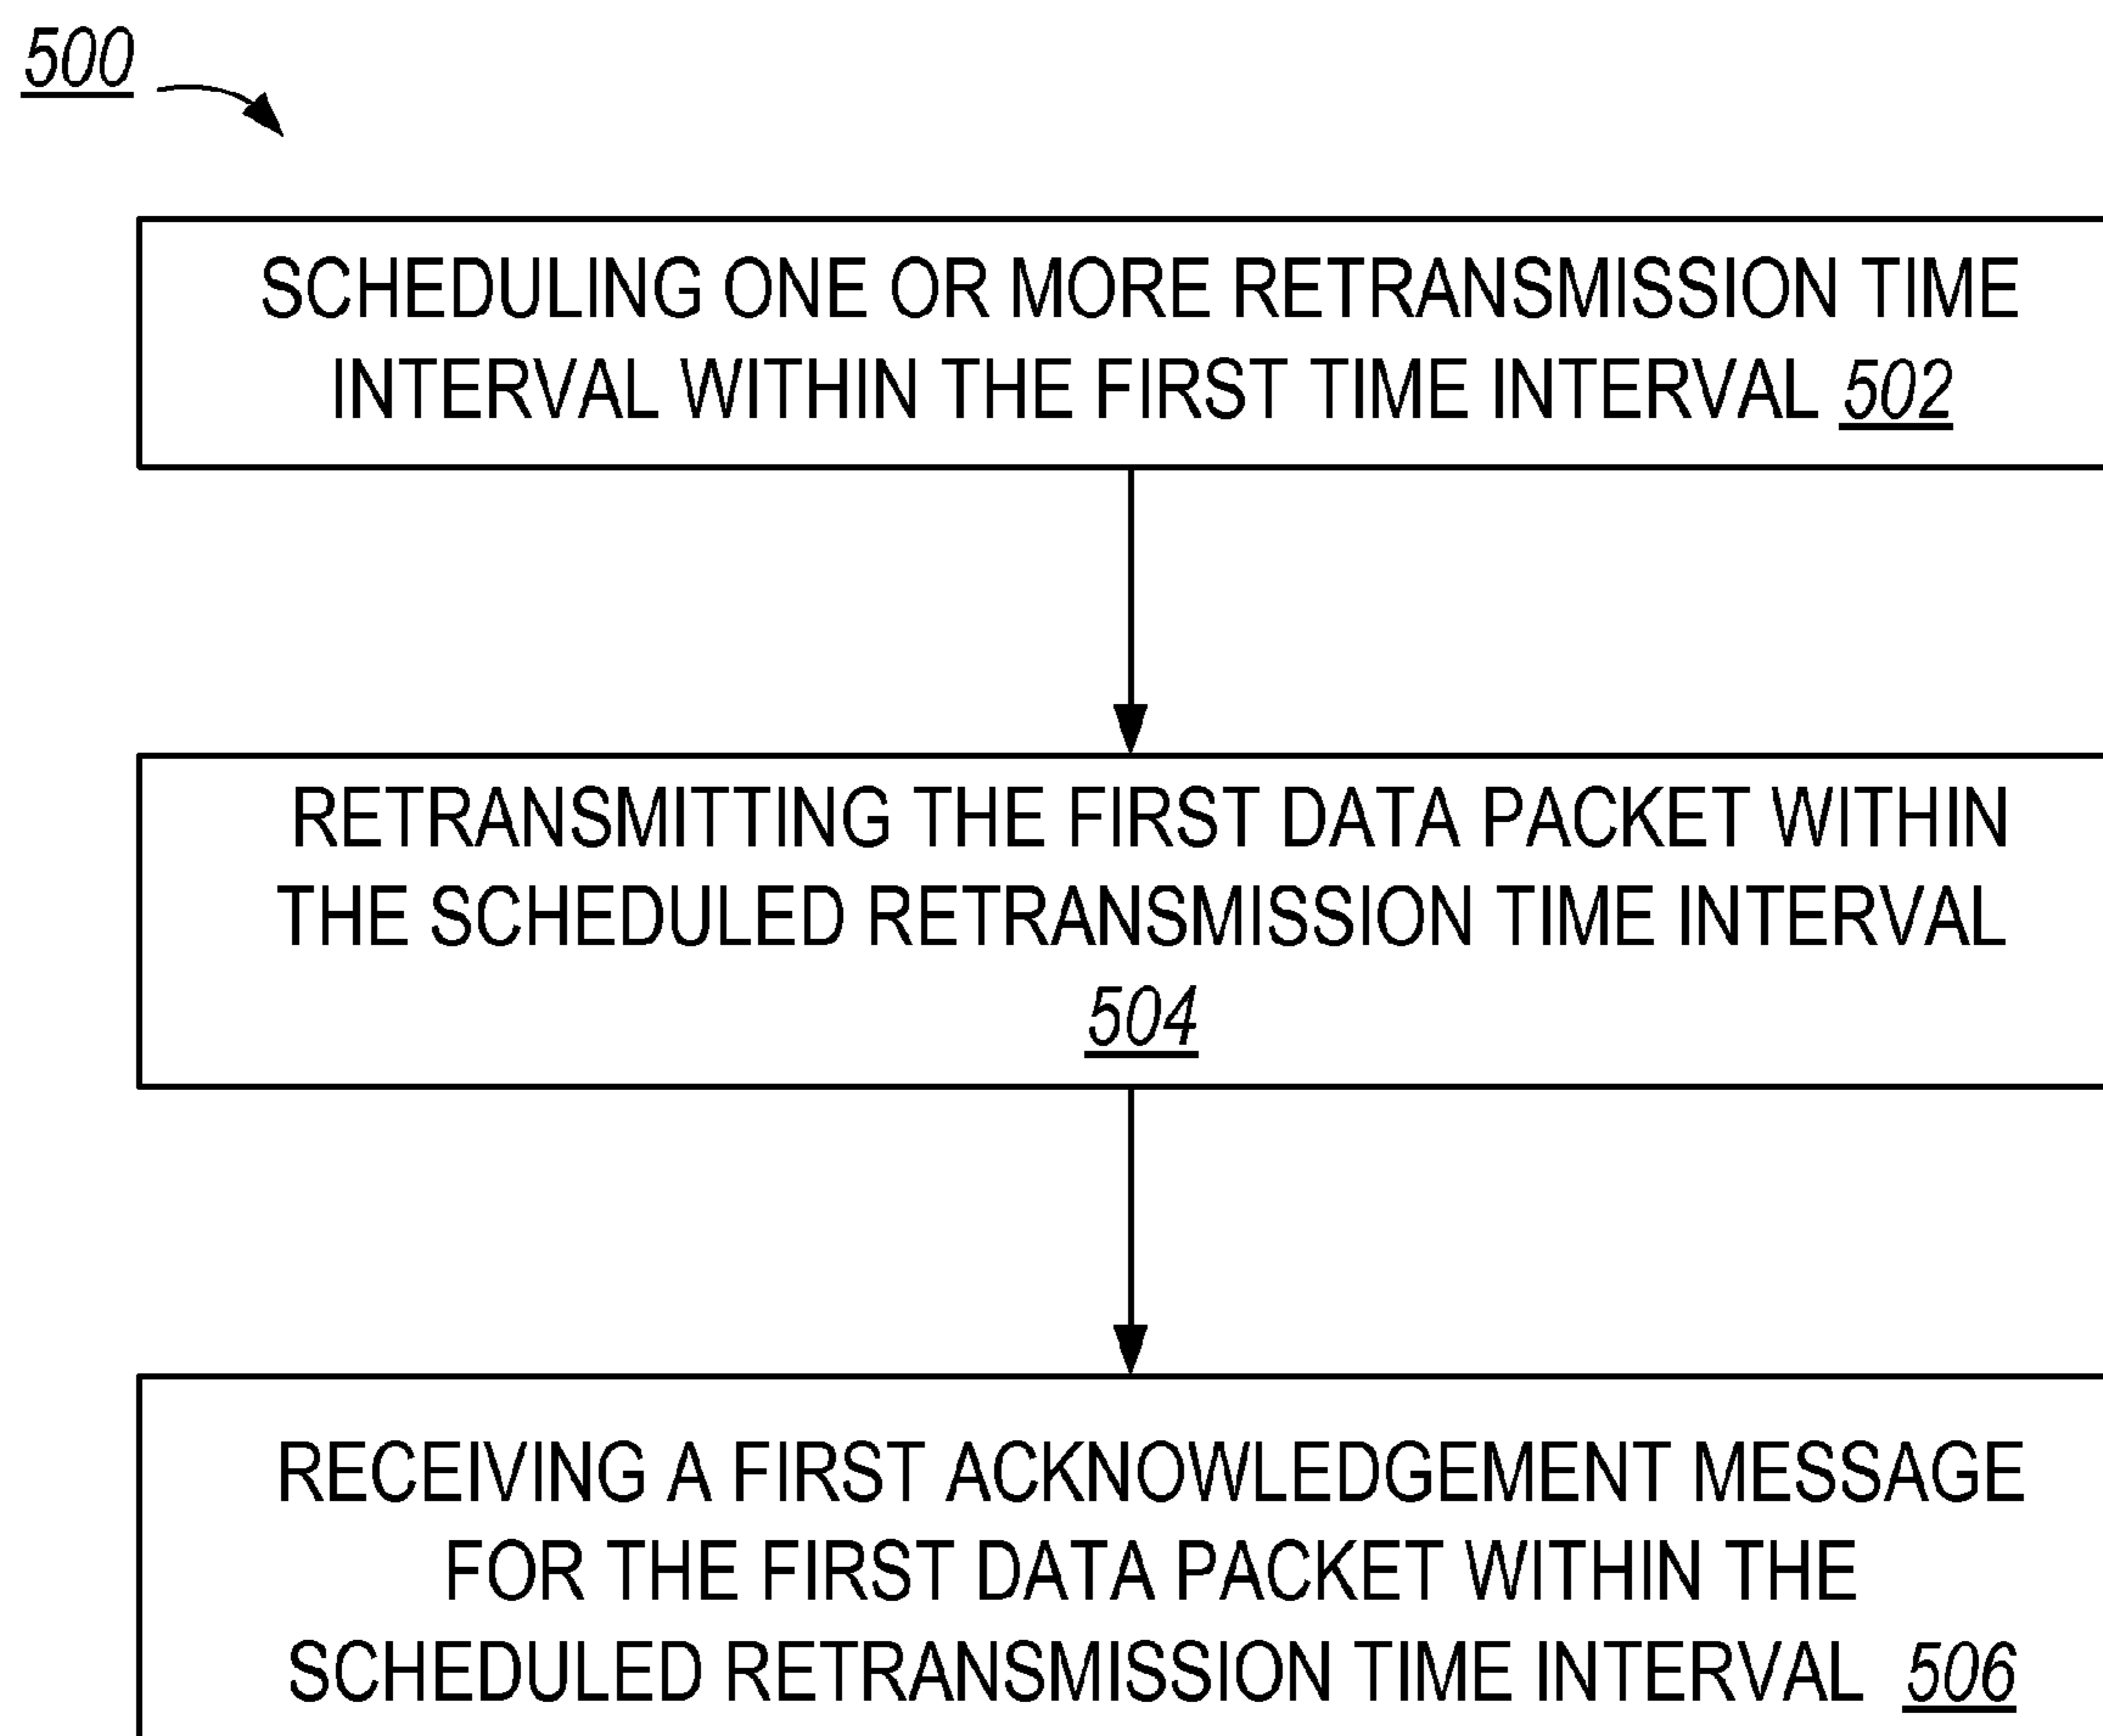 500
SCHEDULING ONE OR MORE RETRANSMISSION TIME
INTERVAL WITHIN THE FIRST TIME INTERVAL 502
RETRANSMITTING THE FIRST DATA PACKET WITHIN
THE SCHEDULED RETRANSMISSION TIME INTERVAL
504
RECEIVING A FIRST ACKNOWLEDGEMENT MESSAGE
FOR THE FIRST DATA PACKET WITHIN THE
SCHEDULED RETRANSMISSION TIME INTERVAL 506